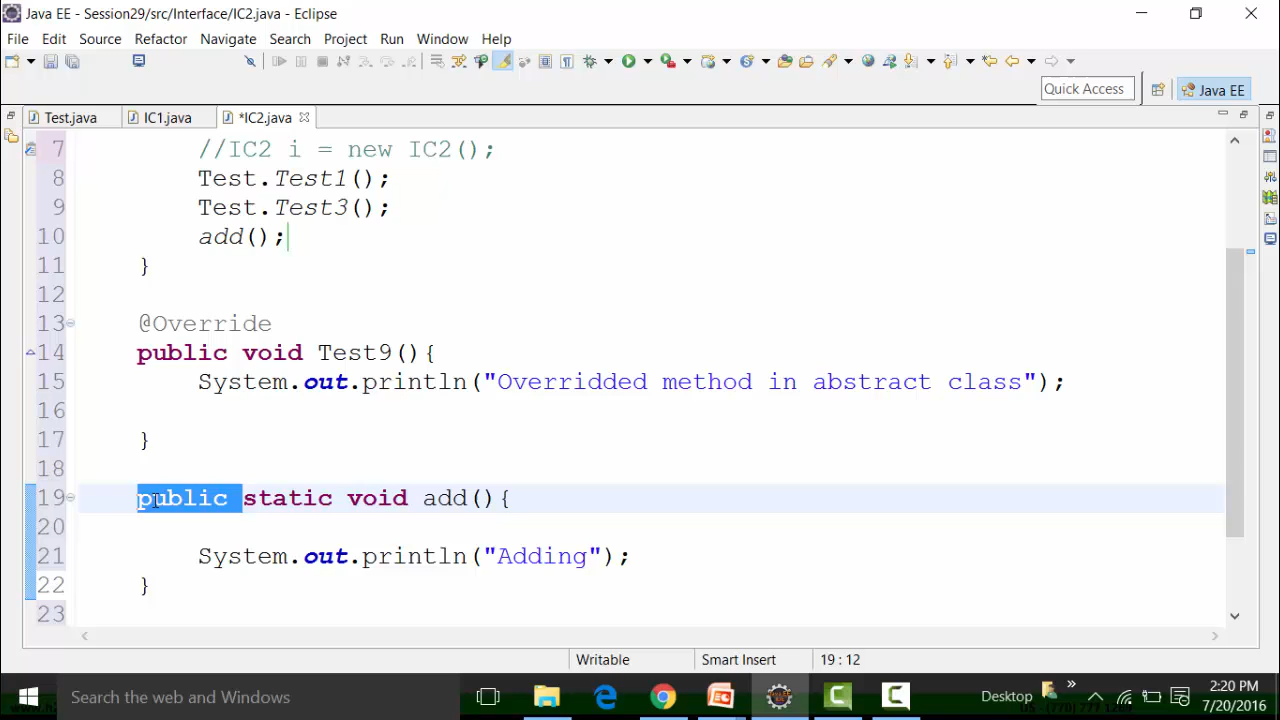 Java EE - Session29/src/Interface/IC2.java - Eclipse
File Edit Source Refactor Navigate Search Project Run Window Help
Quick Access
Java EE
Test.java IC1.java *IC2.java
7 //IC2 i = new IC2();
8 Test.Test1();
9 Test.Test3();
10 add();
11 }
12
13 @Override
14 public void Test9(){
15 System.out.println("Overridded method in abstract class");
16
17 }
18
19 public static void add(){
20
21 System.out.println("Adding");
22 }
23
Writable Smart Insert 19 : 12
Search the web and Windows
Desktop
2:20 PM
7/20/2016